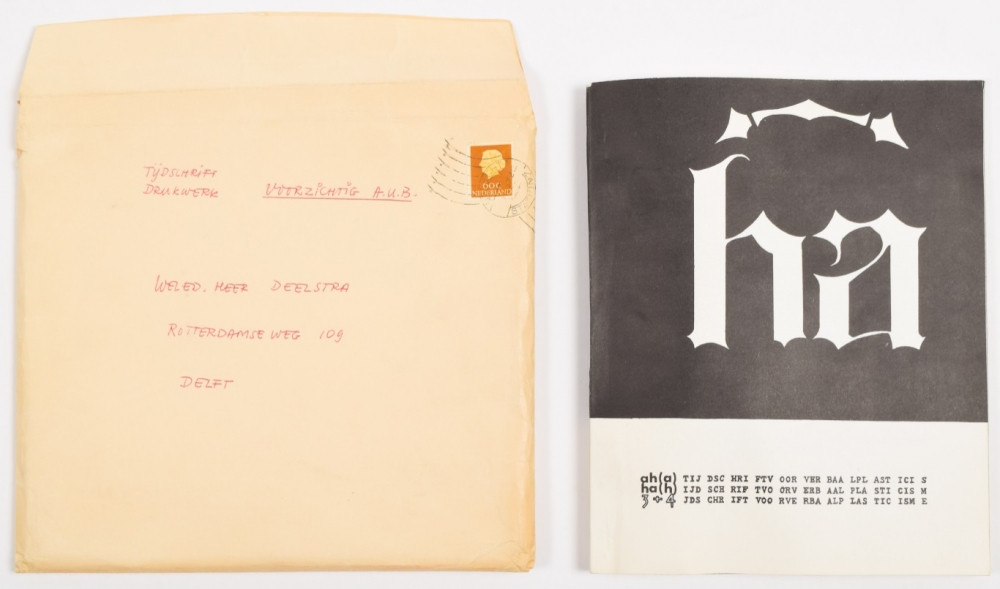 TIJDSCHRIFT
DRUKWERK VOORZICHTIG A.U.B.
60C
NEDERLAND
WELED. HEER DEELSTRA
ROTTERDAMSEWEG 109
DELFT
ha
ah(a) TIJ DSC HRI FTV OOR VER BAA LPL AST ICI S
ha(h) IJD SCH RIF TVO ORV ERB AAL PLA STI CIS M
3+4 JDS CHR IFT VOO RVE RBA ALP LAS TIC ISM E